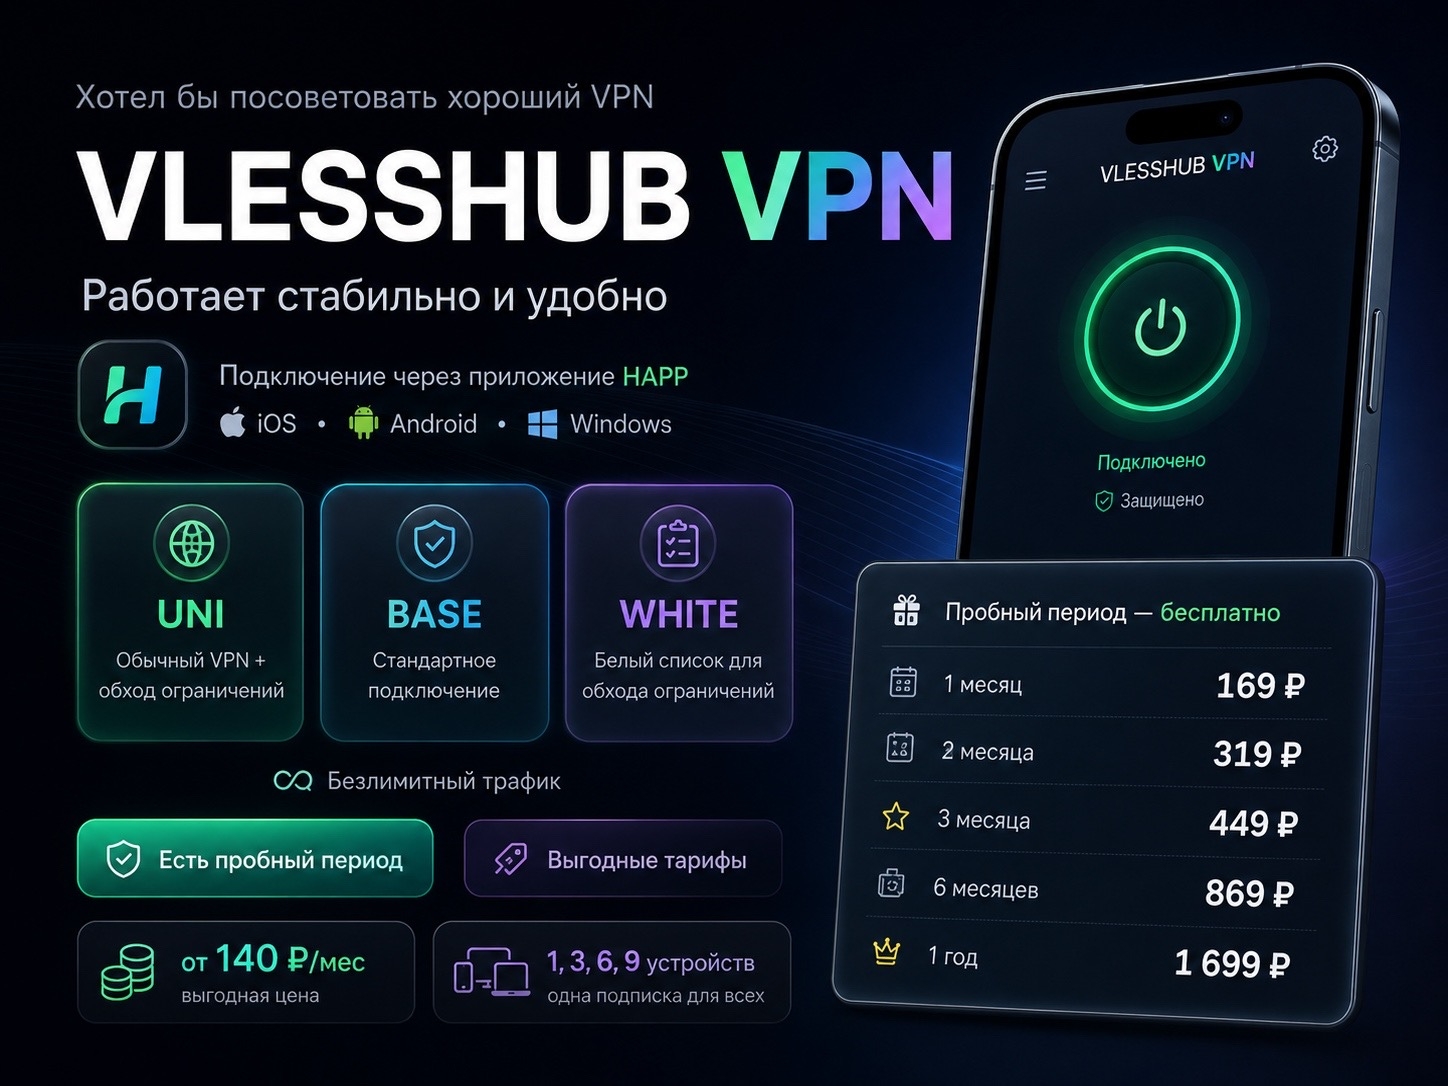 Хотел бы посоветовать хороший VPN
VLESSHUB VPN
Работает стабильно и удобно
Подключение через приложение HAPP
iOS • Android • Windows
UNI
Обычный VPN +
обход ограничений
BASE
Стандартное
подключение
WHITE
Белый список для
обхода ограничений
Безлимитный трафик
Есть пробный период
Выгодные тарифы
от 140 ₽/мес
выгодная цена
1, 3, 6, 9 устройств
одна подписка для всех
VLESSHUB VPN
Подключено
Защищено
Пробный период — бесплатно
1 месяц 169 ₽
2 месяца 319 ₽
3 месяца 449 ₽
6 месяцев 869 ₽
1 год 1 699 ₽